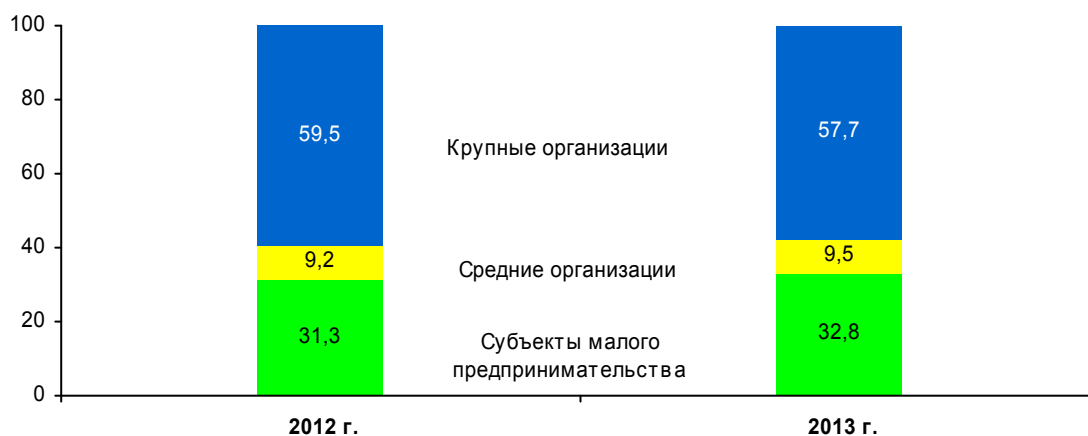 100
80
60
40
20
0
59,5
9,2
31,3
Крупные организации
Средние организации
Субъекты малого
предпринимательства
57,7
9,5
32,8
2012 г.
2013 г.